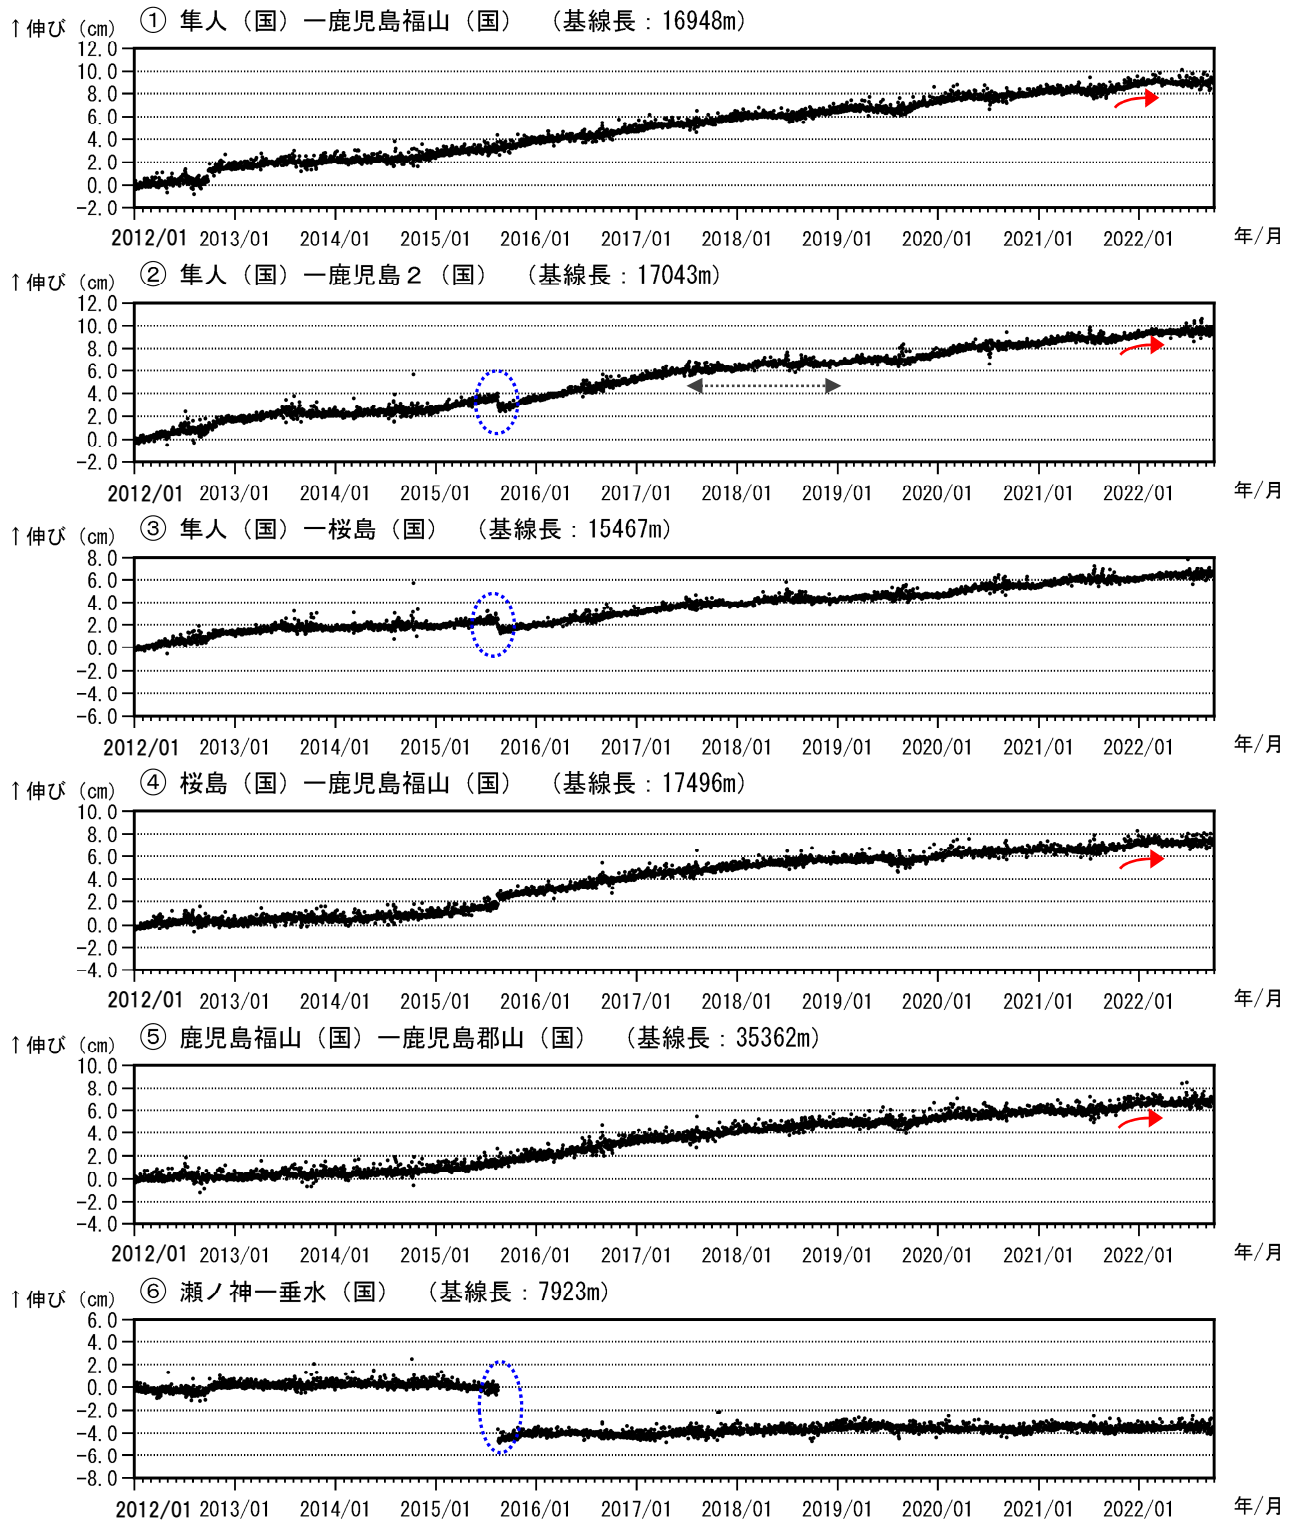 ① 隼人（国）ー鹿児島福山（国）　（基線長：16948m）
↑伸び（cm）
12.0
10.0
8.0
6.0
4.0
2.0
0.0
-2.0
2012/01 2013/01 2014/01 2015/01 2016/01 2017/01 2018/01 2019/01 2020/01 2021/01 2022/01 年/月
② 隼人（国）ー鹿児島２（国）　（基線長：17043m）
↑伸び（cm）
12.0
10.0
8.0
6.0
4.0
2.0
0.0
-2.0
2012/01 2013/01 2014/01 2015/01 2016/01 2017/01 2018/01 2019/01 2020/01 2021/01 2022/01 年/月
③ 隼人（国）ー桜島（国）　（基線長：15467m）
↑伸び（cm）
8.0
6.0
4.0
2.0
0.0
-2.0
-4.0
-6.0
2012/01 2013/01 2014/01 2015/01 2016/01 2017/01 2018/01 2019/01 2020/01 2021/01 2022/01 年/月
④ 桜島（国）ー鹿児島福山（国）　（基線長：17496m）
↑伸び（cm）
10.0
8.0
6.0
4.0
2.0
0.0
-2.0
-4.0
2012/01 2013/01 2014/01 2015/01 2016/01 2017/01 2018/01 2019/01 2020/01 2021/01 2022/01 年/月
⑤ 鹿児島福山（国）ー鹿児島郡山（国）　（基線長：35362m）
↑伸び（cm）
10.0
8.0
6.0
4.0
2.0
0.0
-2.0
-4.0
2012/01 2013/01 2014/01 2015/01 2016/01 2017/01 2018/01 2019/01 2020/01 2021/01 2022/01 年/月
⑥ 瀬ノ神ー垂水（国）　（基線長：7923m）
↑伸び（cm）
6.0
4.0
2.0
0.0
-2.0
-4.0
-6.0
-8.0
2012/01 2013/01 2014/01 2015/01 2016/01 2017/01 2018/01 2019/01 2020/01 2021/01 2022/01 年/月